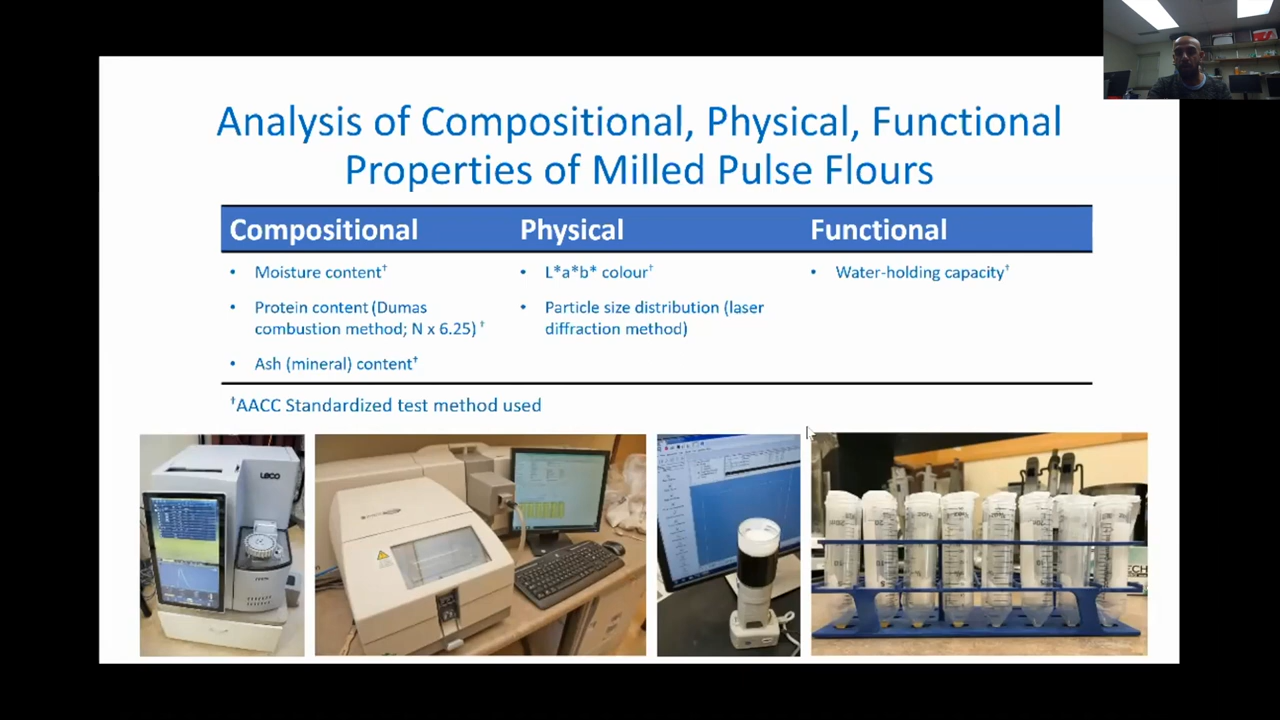 Analysis of Compositional, Physical, Functional
Properties of Milled Pulse Flours
Compositional Physical Functional
• Moisture content† • L*a*b* colour† • Water-holding capacity†
• Protein content (Dumas • Particle size distribution (laser
combustion method; N x 6.25)† diffraction method)
• Ash (mineral) content†
†AACC Standardized test method used
LECO